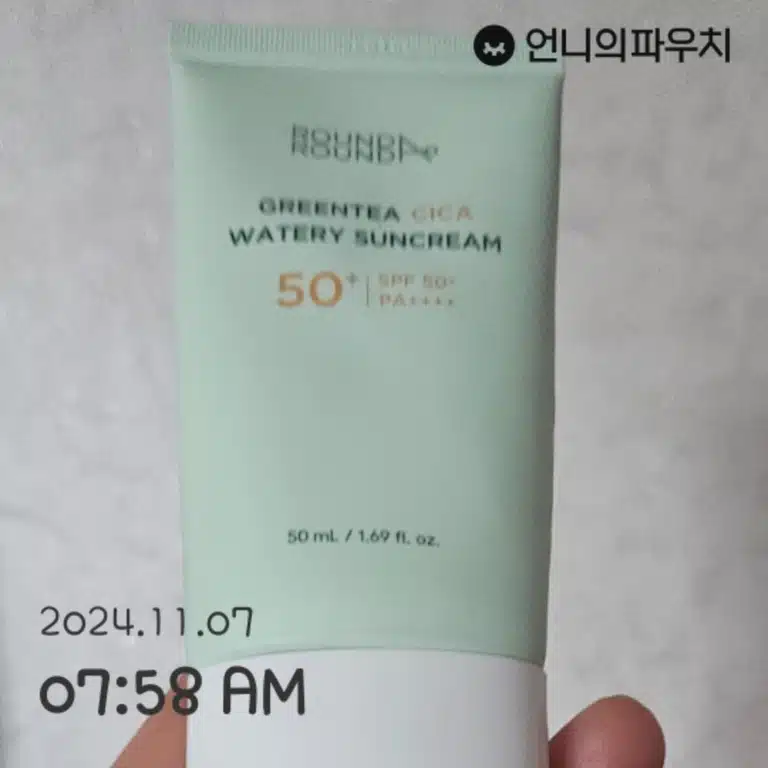 언니의파우치
ROUND
ROUND
GREENTEA CICA
WATERY SUNCREAM
50+
SPF 50+
PA++++
50 mL / 1.69 fl. oz.
2024.11.07
07:58 AM